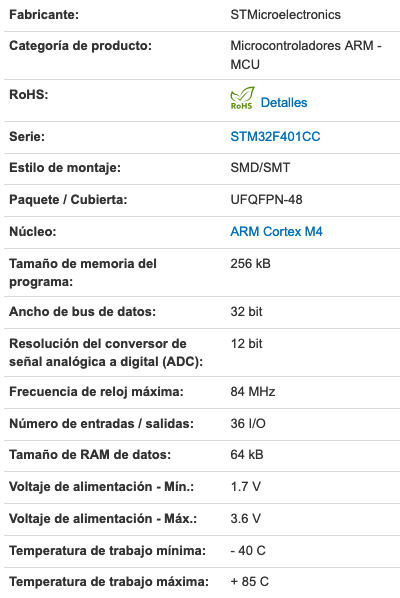 Fabricante: STMicroelectronics
Categoría de producto: Microcontroladores ARM -
MCU
RoHS: RoHS Detalles
Serie: STM32F401CC
Estilo de montaje: SMD/SMT
Paquete / Cubierta: UFQFPN-48
Núcleo: ARM Cortex M4
Tamaño de memoria del 256 kB
programa:
Ancho de bus de datos: 32 bit
Resolución del conversor de 12 bit
señal analógica a digital (ADC):
Frecuencia de reloj máxima: 84 MHz
Número de entradas / salidas: 36 I/O
Tamaño de RAM de datos: 64 kB
Voltaje de alimentación - Mín.: 1.7 V
Voltaje de alimentación - Máx.: 3.6 V
Temperatura de trabajo mínima: - 40 C
Temperatura de trabajo máxima: + 85 C